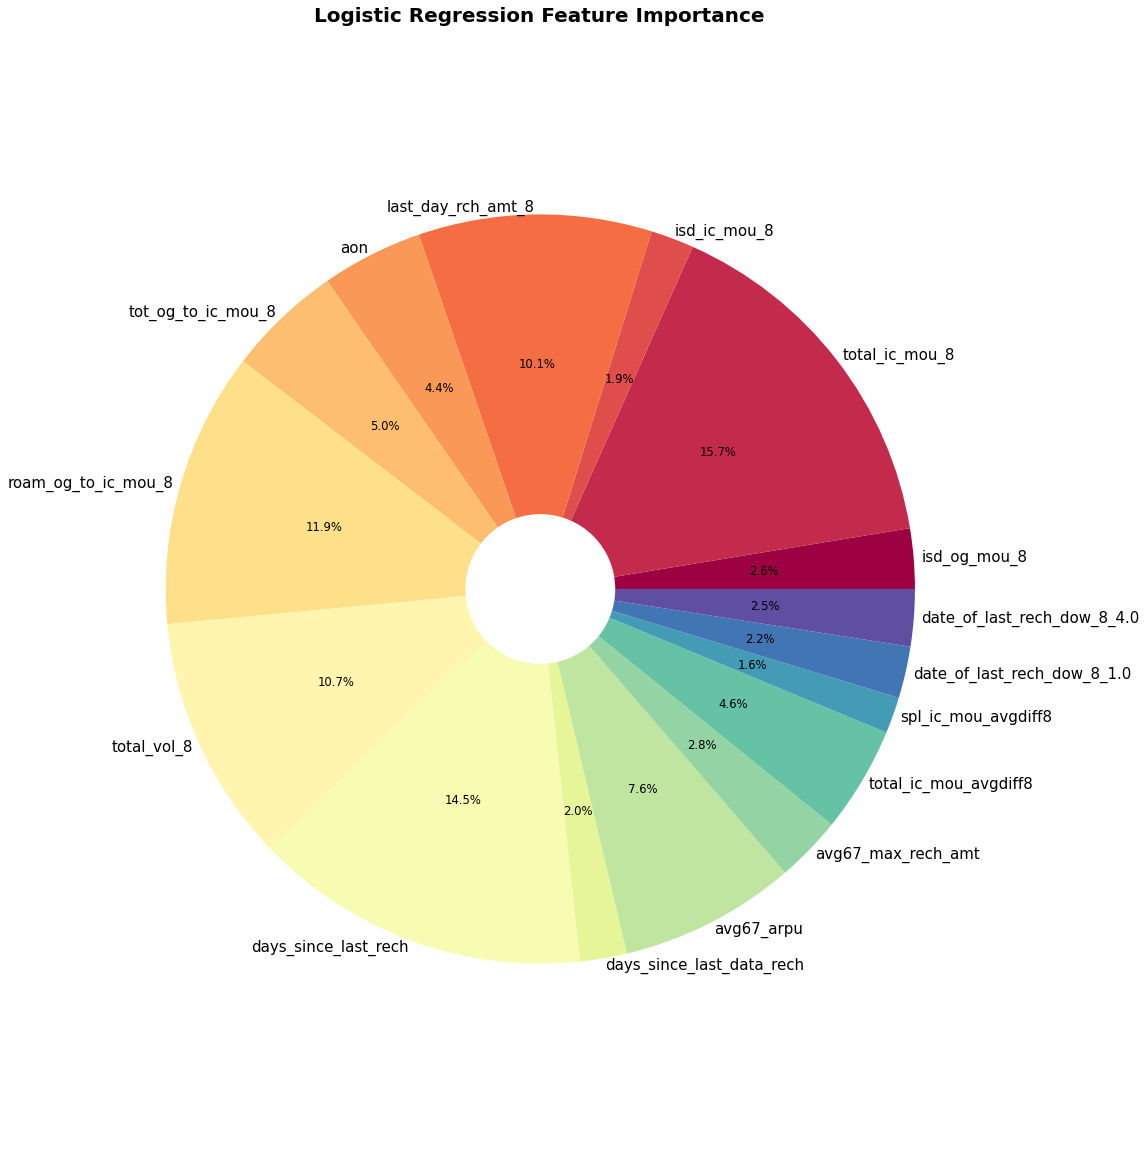 Logistic Regression Feature Importance
last_day_rch_amt_8
isd_ic_mou_8
aon
tot_og_to_ic_mou_8
total_ic_mou_8
10.1%
1.9%
4.4%
5.0%
15.7%
roam_og_to_ic_mou_8
11.9%
isd_og_mou_8
2.6%
2.5%
date_of_last_rech_dow_8_4.0
2.2%
1.6%
date_of_last_rech_dow_8_1.0
10.7%
4.6%
spl_ic_mou_avgdiff8
total_vol_8
2.8%
total_ic_mou_avgdiff8
7.6%
14.5%
2.0%
avg67_max_rech_amt
avg67_arpu
days_since_last_rech
days_since_last_data_rech